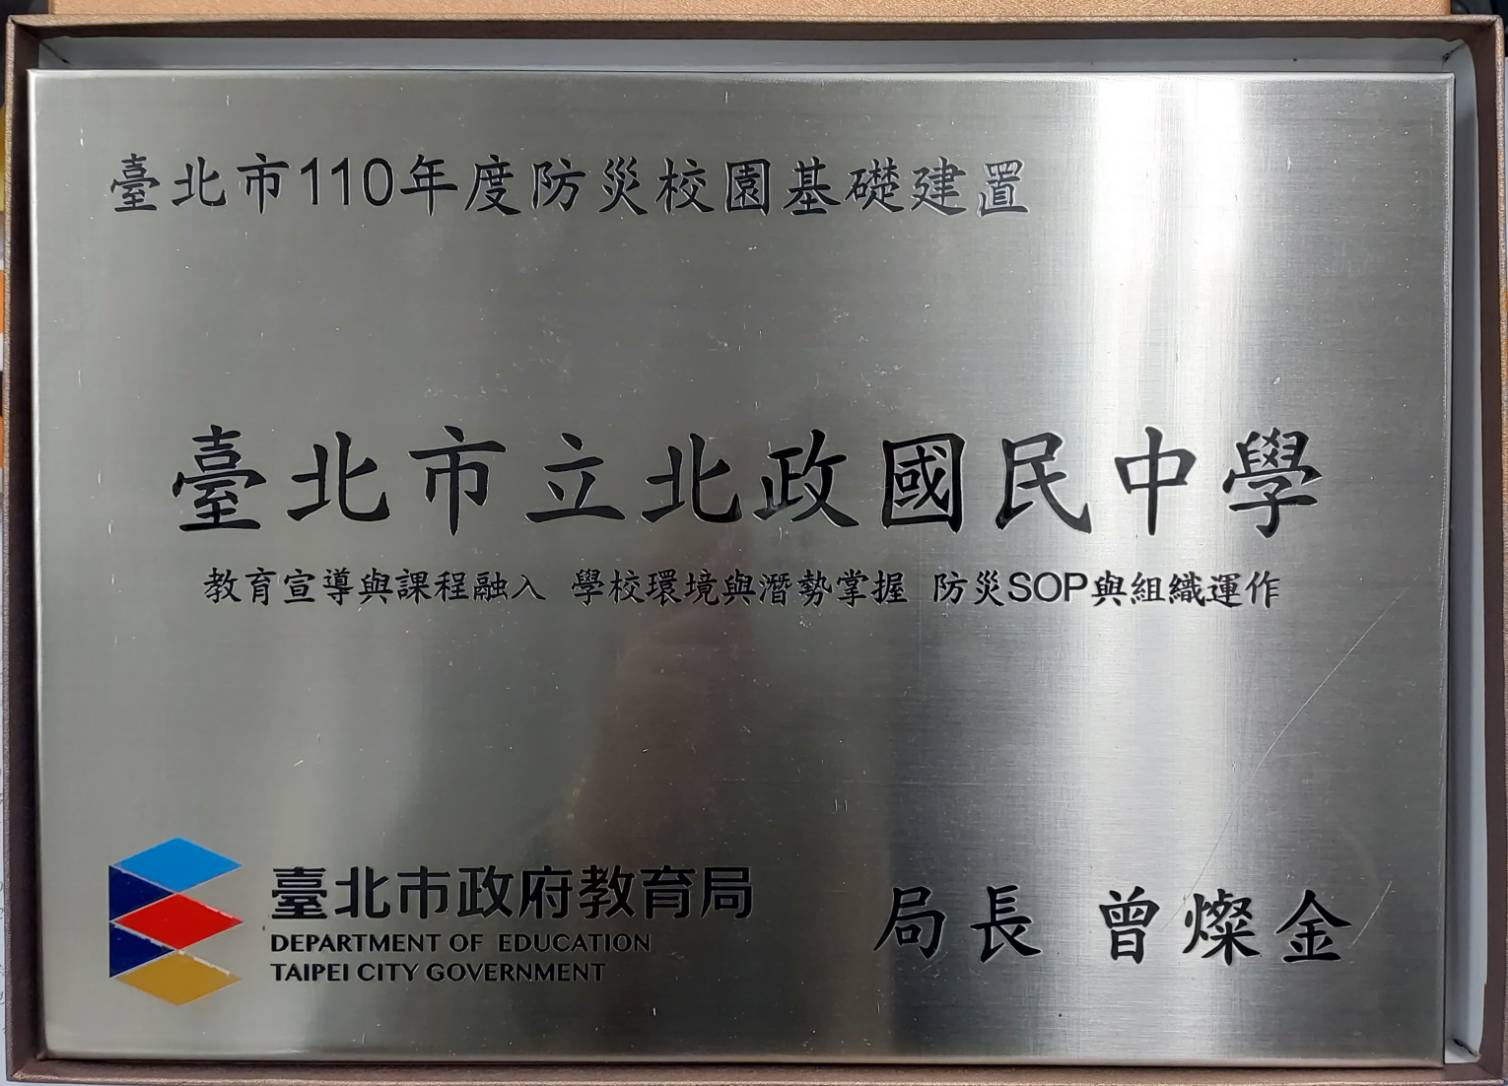 臺北市110年度防災校園基礎建置
臺北市立北政國民中學
教育宣導與課程融入 學校環境與潛勢掌握 防災SOP與組織運作
臺北市政府教育局
DEPARTMENT OF EDUCATION
TAIPEI CITY GOVERNMENT
局長 曾燦金